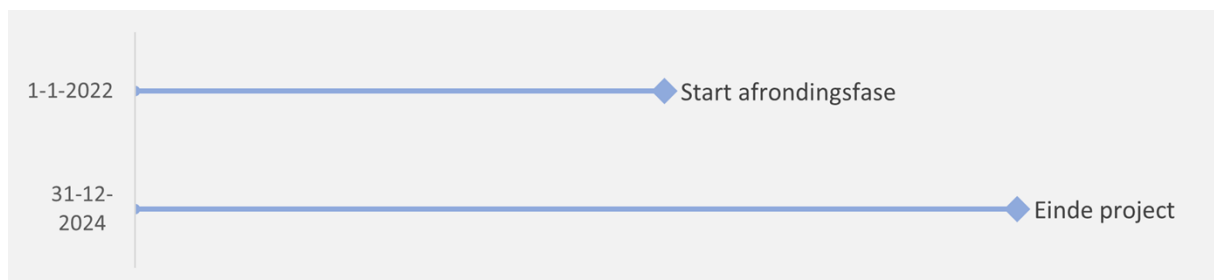 1-1-2022
Start afrondingsfase
31-12-
2024
Einde project